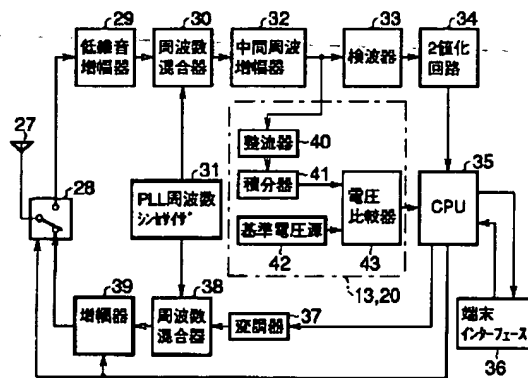 29
30
32
33
34
低雑音
増幅器
周波数
混合器
中間周波
増幅器
検波器
2値化
回路
27
28
31
PLL周波数
シンセサイザ
整流器
40
41
積分器
基準電圧源
42
電圧
比較器
43
35
CPU
13,20
39
増幅器
38
周波数
混合器
37
変調器
端末
インターフェース
36